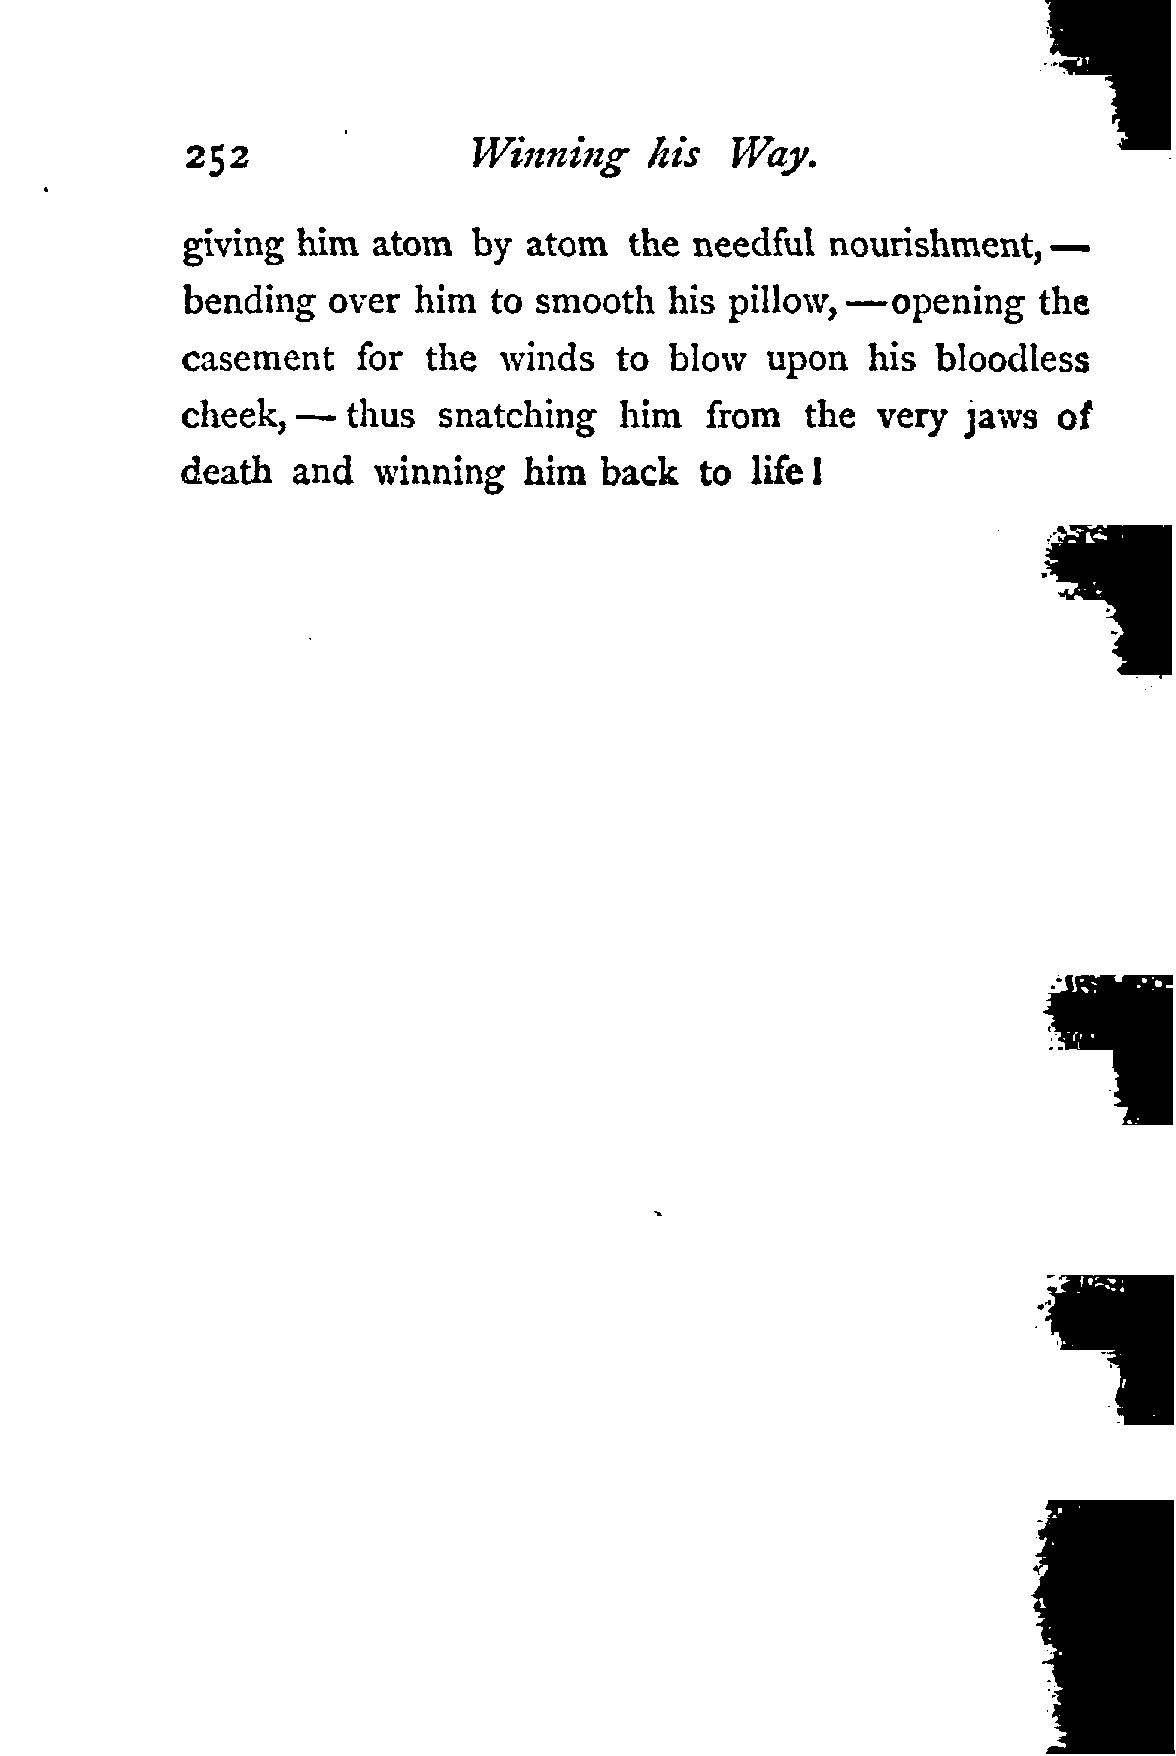 252 Winning his Way.
giving him atom by atom the needful nourishment, —
bending over him to smooth his pillow, — opening the
casement for the winds to blow upon his bloodless
cheek, — thus snatching him from the very jaws of
death and winning him back to life!